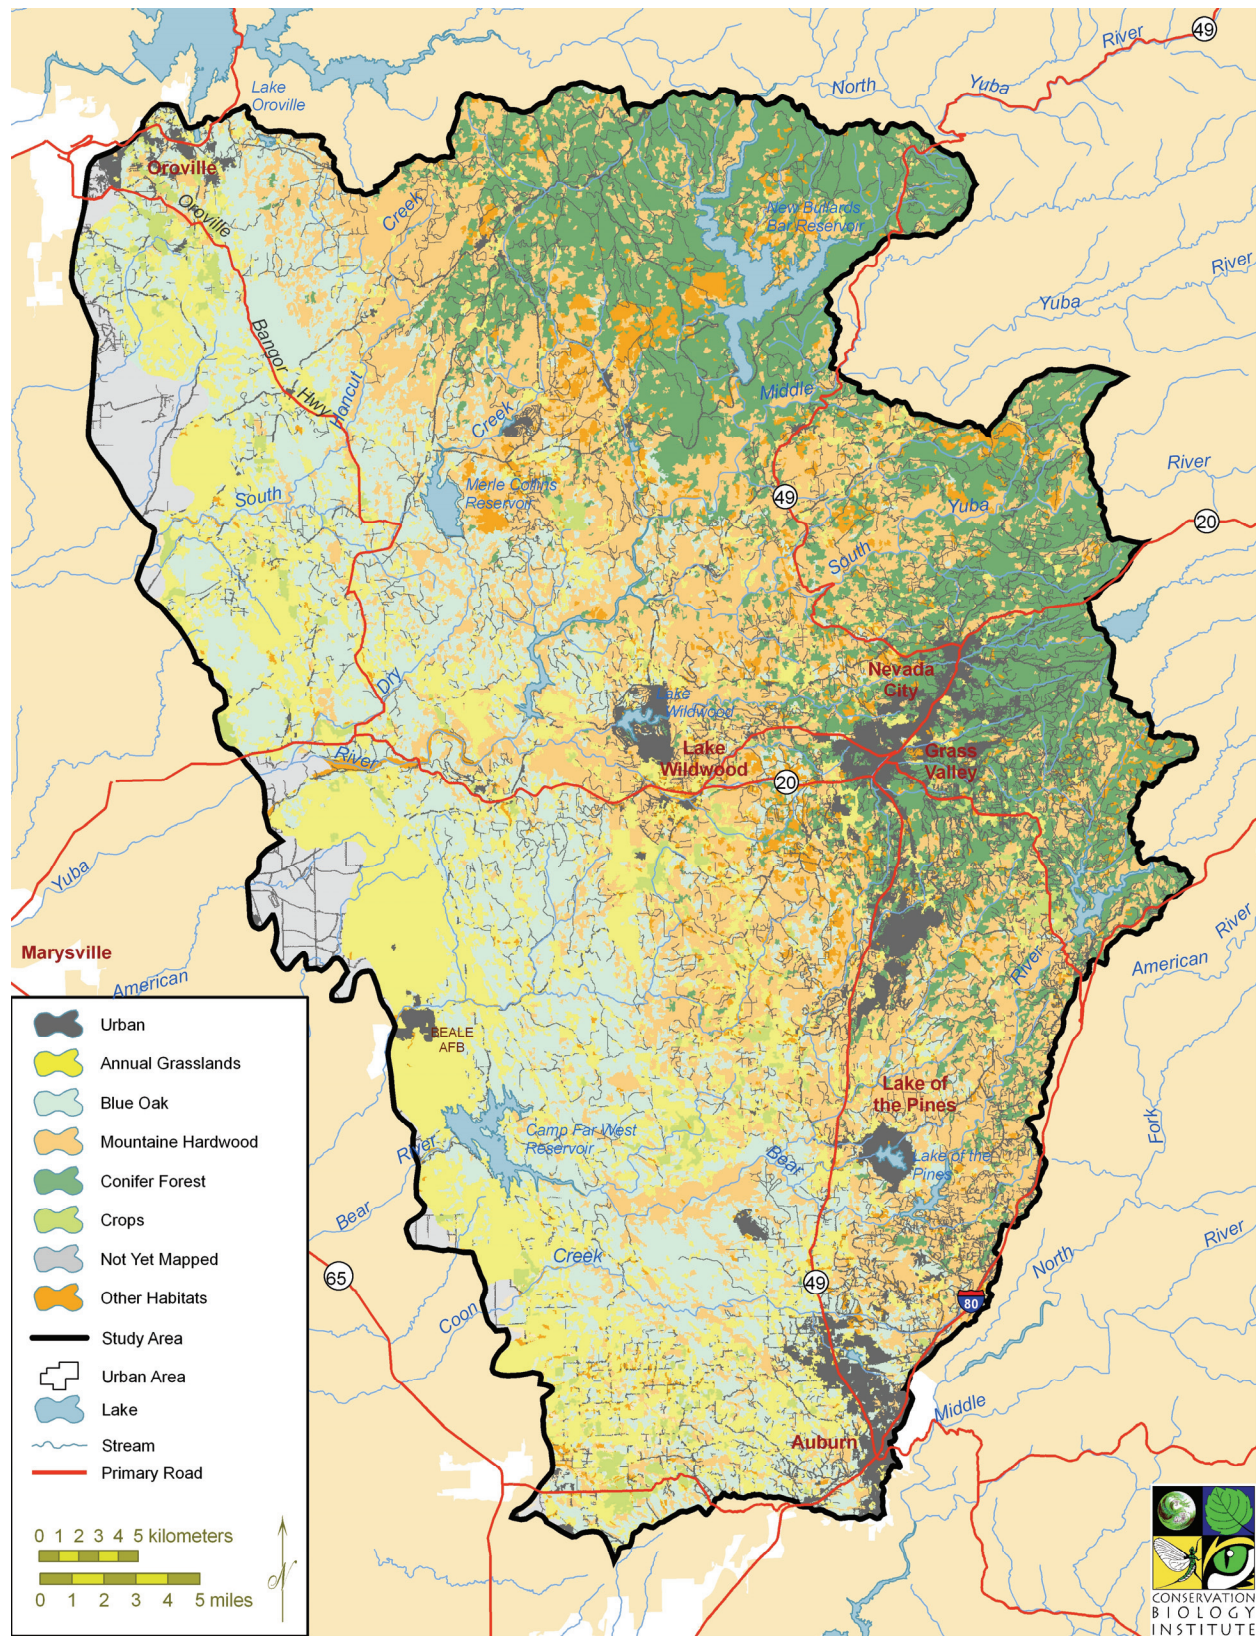 49
River
Yuba
North
Lake
Oroville
Oroville
Oroville
Creek
New Bullards
Bar Reservoir
River
Yuba
Bangor
Hwy
Honcut
Middle
Creek
River
South
Merle Collins
Reservoir
49
Yuba
20
South
Dry
Nevada
City
Lake
Wildwood
River
Lake
Wildwood
Grass
Valley
20
Yuba
Marysville
American
River
American
River
BEALE
AFB
Lake of
the Pines
Camp Far West
Reservoir
River
Bear
Lake of the
Pines
Fork
Bear
Creek
North
River
65
49
80
Coon
Middle
Auburn
Urban
Annual Grasslands
Blue Oak
Mountaine Hardwood
Conifer Forest
Crops
Not Yet Mapped
Other Habitats
Study Area
Urban Area
Lake
Stream
Primary Road
0 1 2 3 4 5 kilometers
0 1 2 3 4 5 miles
N
CONSERVATION
BIOLOGY
INSTITUTE